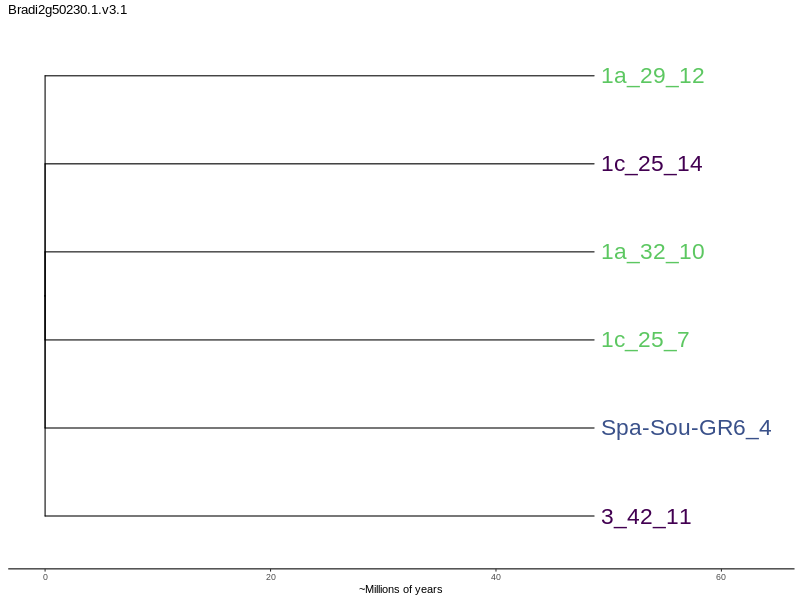 Bradi2g50230.1.v3.1
1a_29_12
1c_25_14
1a_32_10
1c_25_7
Spa-Sou-GR6_4
3_42_11
0 20 40 60
~Millions of years